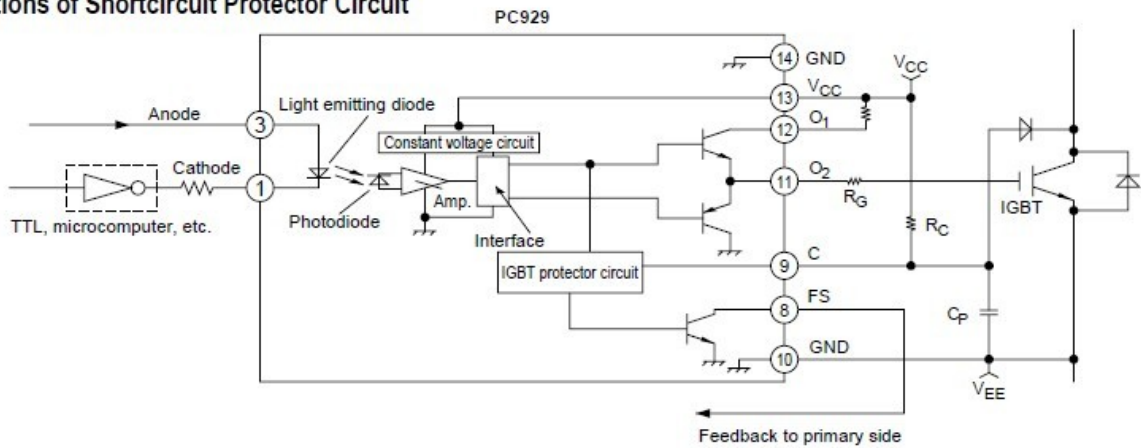 tions of Shortcircuit Protector Circuit
PC929
14 GND
VCC
13 VCC
Light emitting diode
Anode
3
12 O1
Constant voltage circuit
Cathode
1
11 O2
RG
IGBT
Amp.
Photodiode
TTL, microcomputer, etc.
Interface
RC
IGBT protector circuit
9 C
8 FS
CP
10 GND
VEE
Feedback to primary side